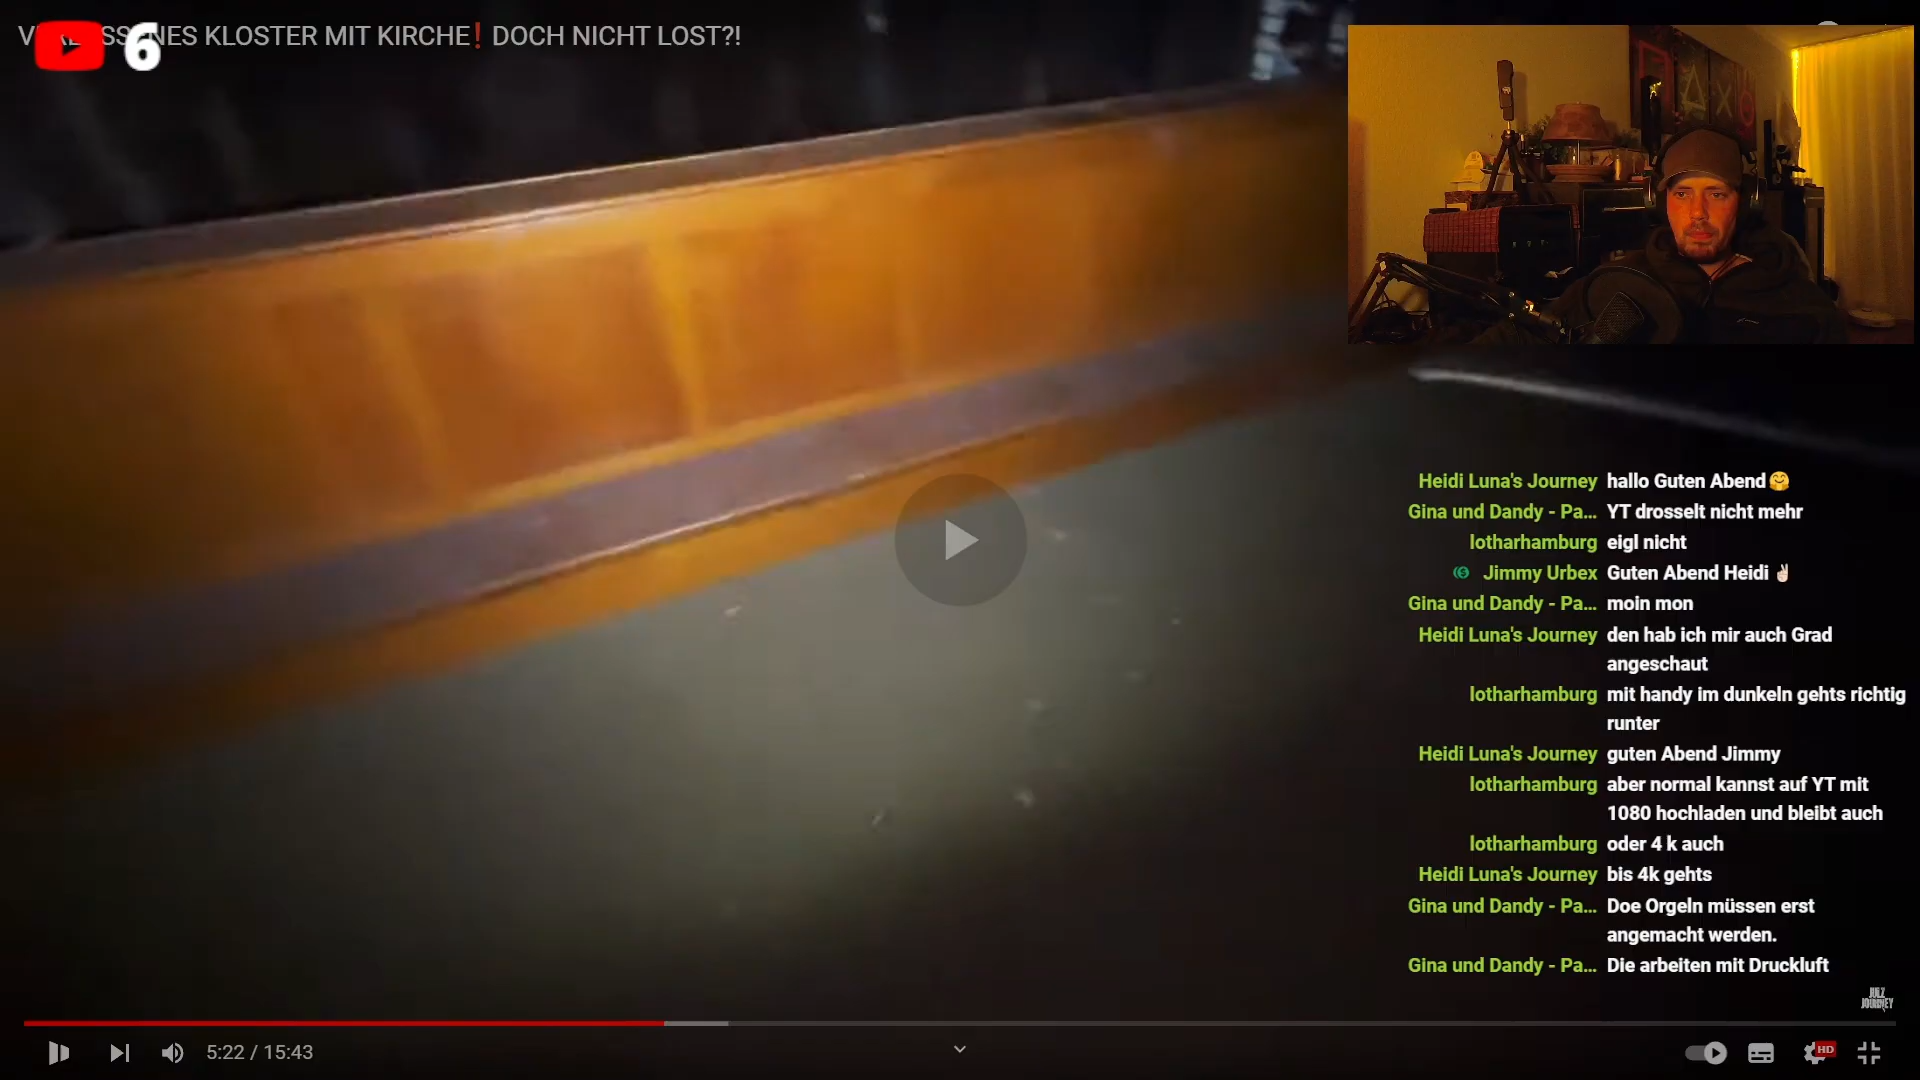 NES KLOSTER MIT KIRCHE❗DOCH NICHT LOST?!
6
Heidi Luna's Journey hallo Guten Abend🤗
Gina und Dandy - Pa... YT drosselt nicht mehr
lotharhamburg eigl nicht
Jimmy Urbex Guten Abend Heidi ✌🏻
Gina und Dandy - Pa... moin mon
Heidi Luna's Journey den hab ich mir auch Grad
angeschaut
lotharhamburg mit handy im dunkeln gehts richtig
runter
Heidi Luna's Journey guten Abend Jimmy
lotharhamburg aber normal kannst auf YT mit
1080 hochladen und bleibt auch
lotharhamburg oder 4 k auch
Heidi Luna's Journey bis 4k gehts
Gina und Dandy - Pa... Doe Orgeln müssen erst
angemacht werden.
Gina und Dandy - Pa... Die arbeiten mit Druckluft
JULZ
JOURNEY
5:22 / 15:43
HD